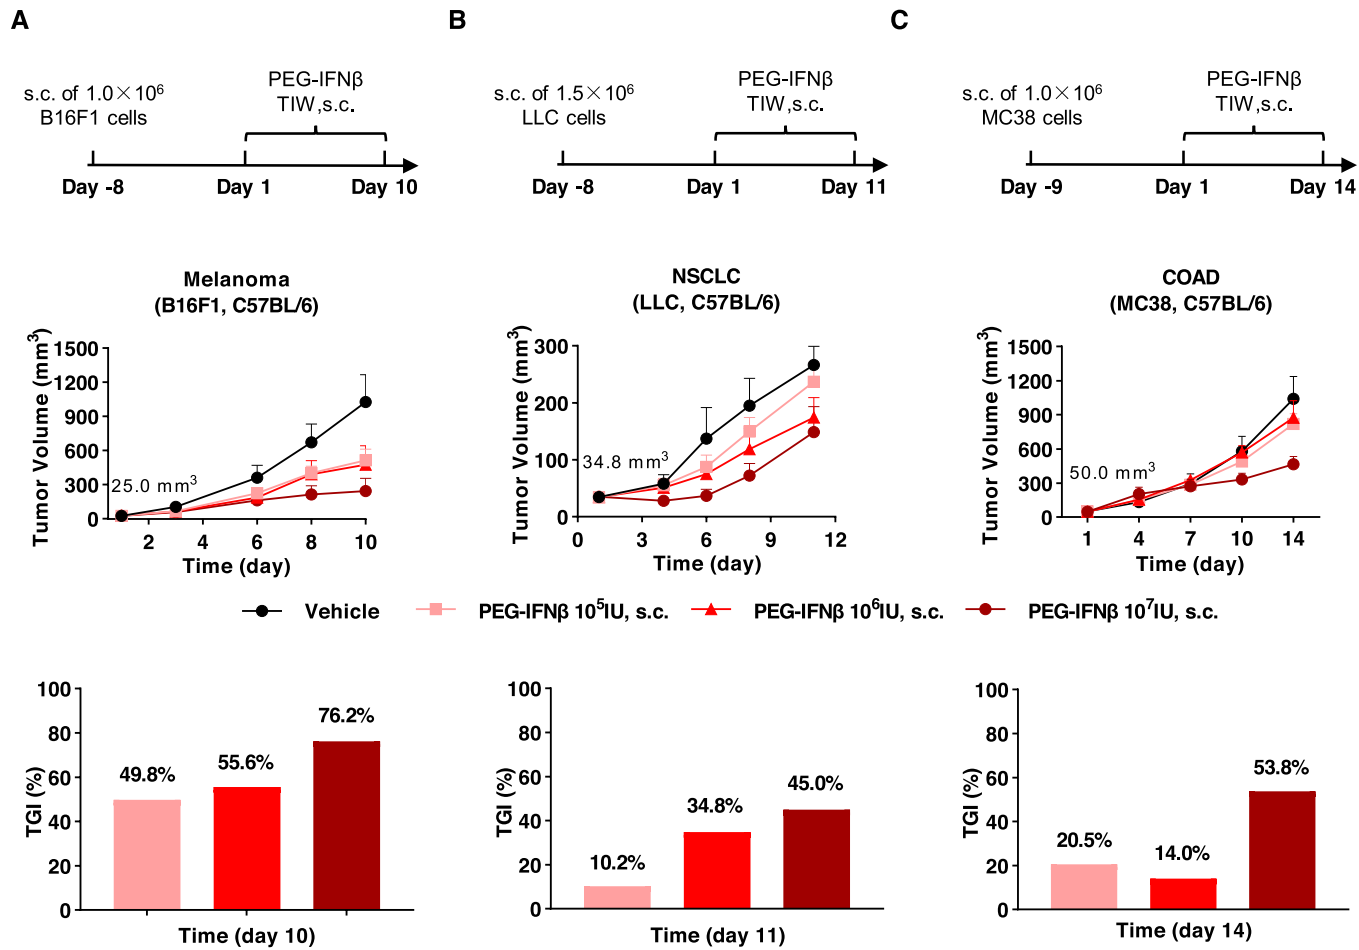 A
s.c. of 1.0×10⁶
B16F1 cells
PEG-IFNβ
TIW,s.c.
Day -8
Day 1
Day 10
Melanoma
(B16F1, C57BL/6)
Tumor Volume (mm³)
1500
1200
900
600
300
0
25.0 mm³
2
4
6
8
10
Time (day)
B
s.c. of 1.5×10⁶
LLC cells
PEG-IFNβ
TIW,s.c.
Day -8
Day 1
Day 11
NSCLC
(LLC, C57BL/6)
Tumor Volume (mm³)
300
200
100
0
34.8 mm³
0
3
6
9
12
Time (day)
C
s.c. of 1.0×10⁶
MC38 cells
PEG-IFNβ
TIW,s.c.
Day -9
Day 1
Day 14
COAD
(MC38, C57BL/6)
Tumor Volume (mm³)
1500
1200
900
600
300
0
50.0 mm³
1
4
7
10
14
Time (day)
Vehicle
PEG-IFNβ 10⁵IU, s.c.
PEG-IFNβ 10⁶IU, s.c.
PEG-IFNβ 10⁷IU, s.c.
TGI (%)
100
80
60
40
20
0
49.8%
55.6%
76.2%
Time (day 10)
TGI (%)
100
80
60
40
20
0
10.2%
34.8%
45.0%
Time (day 11)
TGI (%)
100
80
60
40
20
0
20.5%
14.0%
53.8%
Time (day 14)